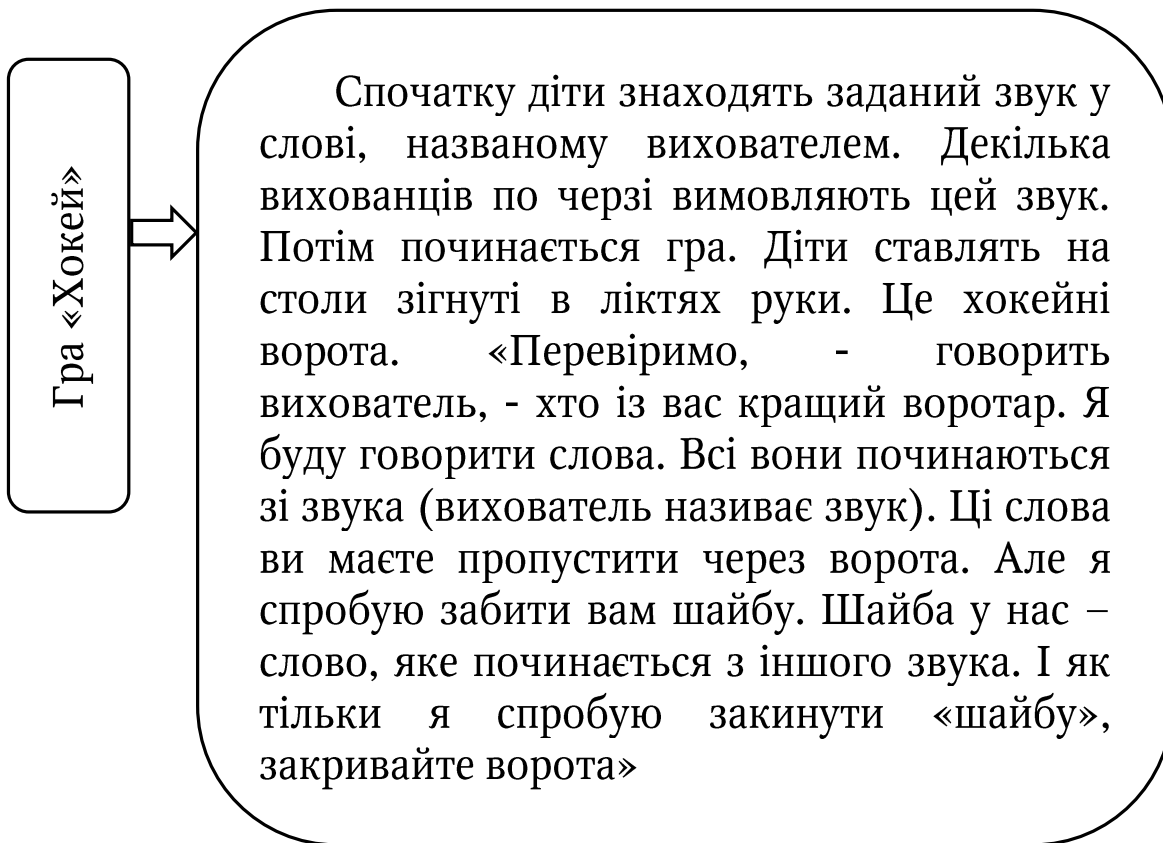 Гра «Хокей»
Спочатку діти знаходять заданий звук у
слові, названому вихователем. Декілька
вихованців по черзі вимовляють цей звук.
Потім починається гра. Діти ставлять на
столи зігнуті в ліктях руки. Це хокейні
ворота. «Перевіримо, - говорить
вихователь, - хто із вас кращий воротар. Я
буду говорити слова. Всі вони починаються
зі звука (вихователь називає звук). Ці слова
ви маєте пропустити через ворота. Але я
спробую забити вам шайбу. Шайба у нас –
слово, яке починається з іншого звука. І як
тільки я спробую закинути «шайбу»,
закривайте ворота»